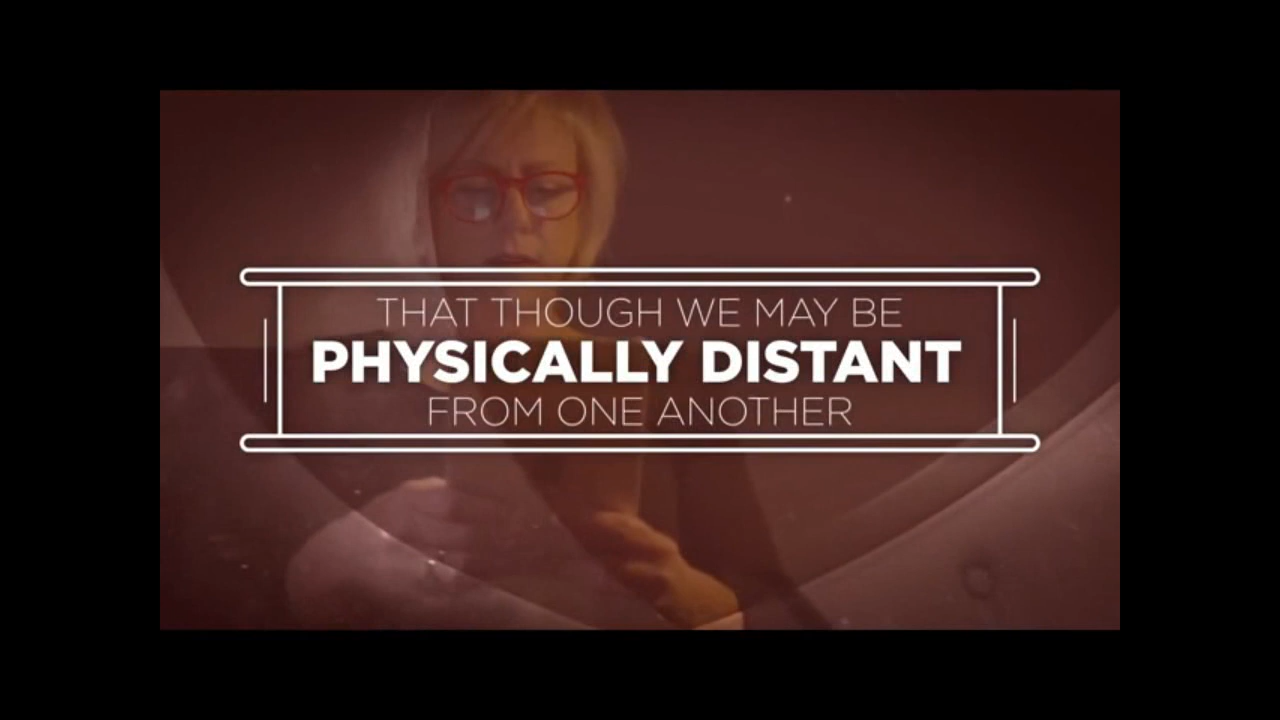 THAT THOUGH WE MAY BE
PHYSICALLY DISTANT
FROM ONE ANOTHER